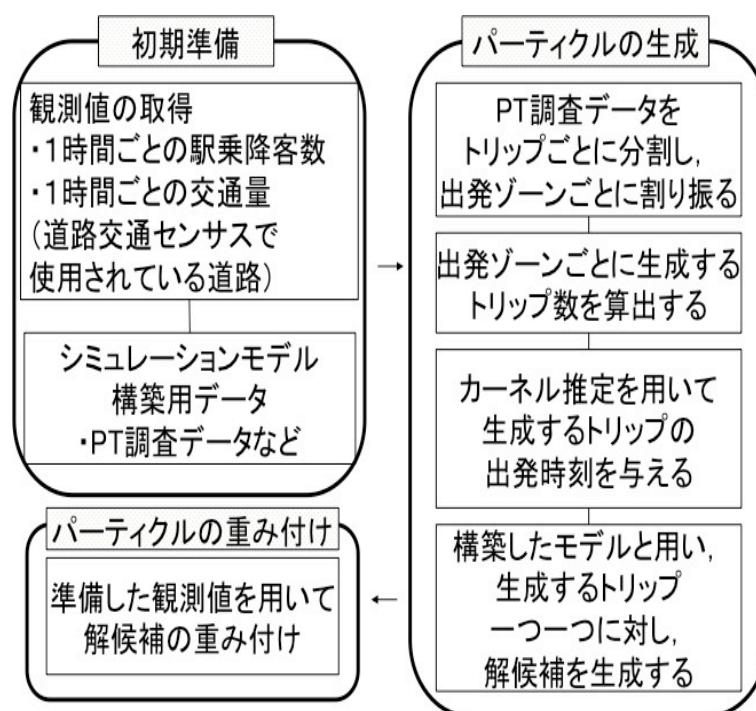 初期準備
観測値の取得
・1時間ごとの駅乗降客数
・1時間ごとの交通量
(道路交通センサスで
使用されている道路)
シミュレーションモデル
構築用データ
・PT調査データなど
パーティクルの生成
PT調査データを
トリップごとに分割し,
出発ゾーンごとに割り振る
出発ゾーンごとに生成する
トリップ数を算出する
カーネル推定を用いて
生成するトリップの
出発時刻を与える
構築したモデルと用い,
生成するトリップ
一つ一つに対し,
解候補を生成する
パーティクルの重み付け
準備した観測値を用いて
解候補の重み付け